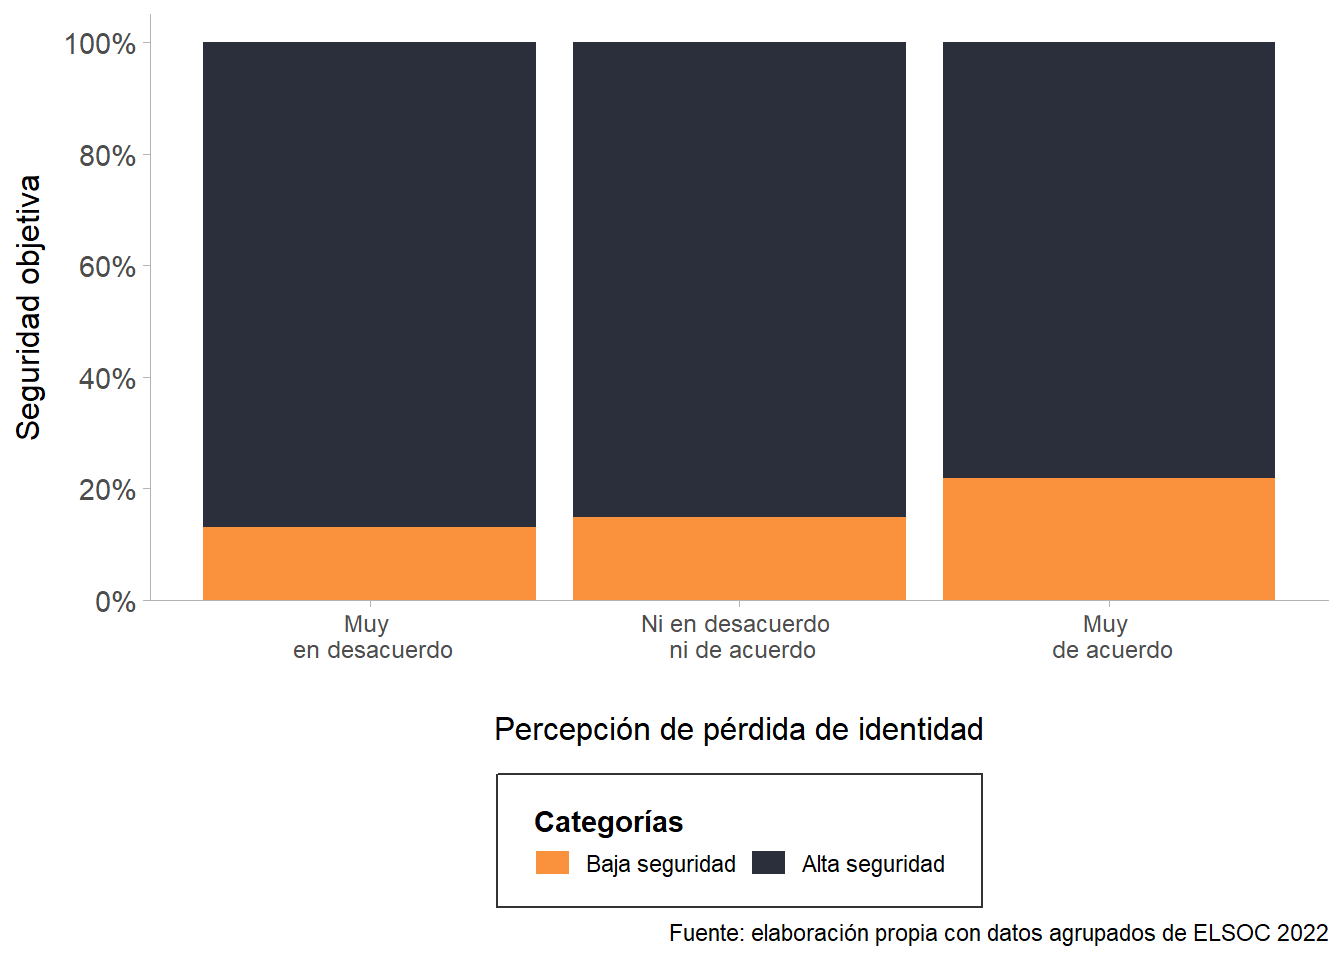 Seguridad objetiva
100%
80%
60%
40%
20%
0%
Muy
en desacuerdo
Ni en desacuerdo
ni de acuerdo
Muy
de acuerdo
Percepción de pérdida de identidad
Categorías
Baja seguridad
Alta seguridad
Fuente: elaboración propia con datos agrupados de ELSOC 2022